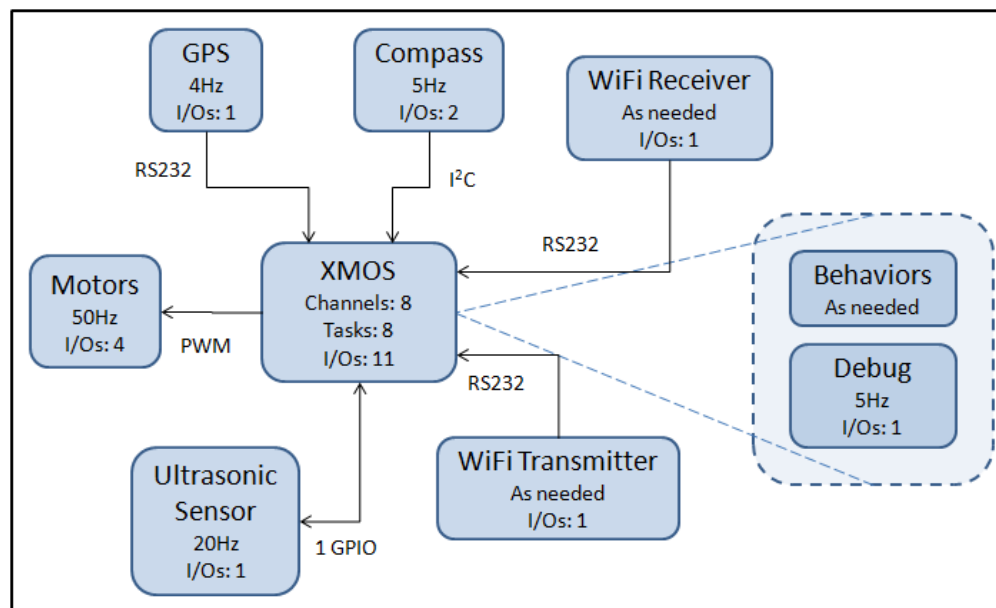 GPS
4Hz
I/Os: 1
Compass
5Hz
I/Os: 2
WiFi Receiver
As needed
I/Os: 1
RS232
I²C
RS232
Motors
50Hz
I/Os: 4
PWM
XMOS
Channels: 8
Tasks: 8
I/Os: 11
Behaviors
As needed
Debug
5Hz
I/Os: 1
RS232
Ultrasonic
Sensor
20Hz
I/Os: 1
1 GPIO
WiFi Transmitter
As needed
I/Os: 1